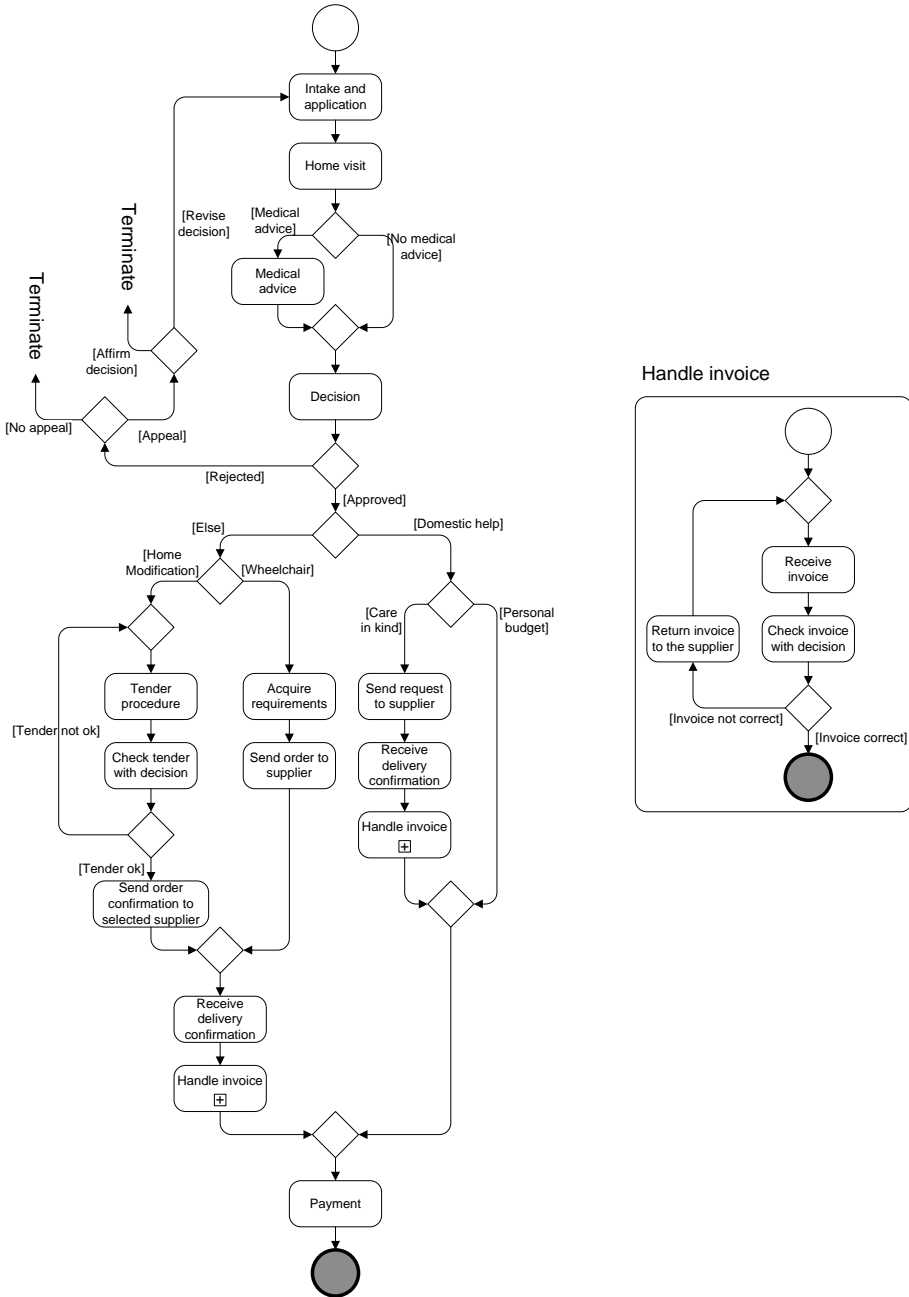 Intake and
application
Home visit
[Medical
advice]
[No medical
advice]
Medical
advice
[Revise
decision]
Terminate
Terminate
[Affirm
decision]
[No appeal]
[Appeal]
Decision
[Rejected]
[Approved]
[Else]
[Domestic help]
[Home
Modification]
[Wheelchair]
[Care
in kind]
[Personal
budget]
Tender
procedure
Acquire
requirements
Send request
to supplier
[Tender not ok]
Check tender
with decision
Send order to
supplier
Receive
delivery
confirmation
Handle invoice
[Tender ok]
Send order
confirmation to
selected supplier
Receive
delivery
confirmation
Handle invoice
Payment
Handle invoice
Receive
invoice
Return invoice
to the supplier
Check invoice
with decision
[Invoice not correct]
[Invoice correct]